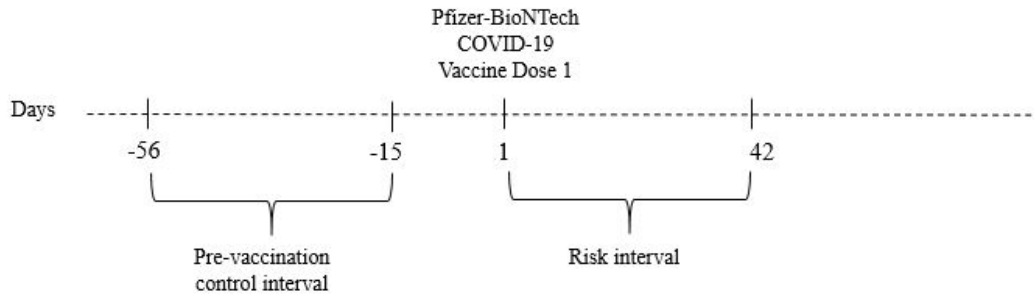 Pfizer-BioNTech
COVID-19
Vaccine Dose 1
Days
-56
-15
1
42
Pre-vaccination
control interval
Risk interval